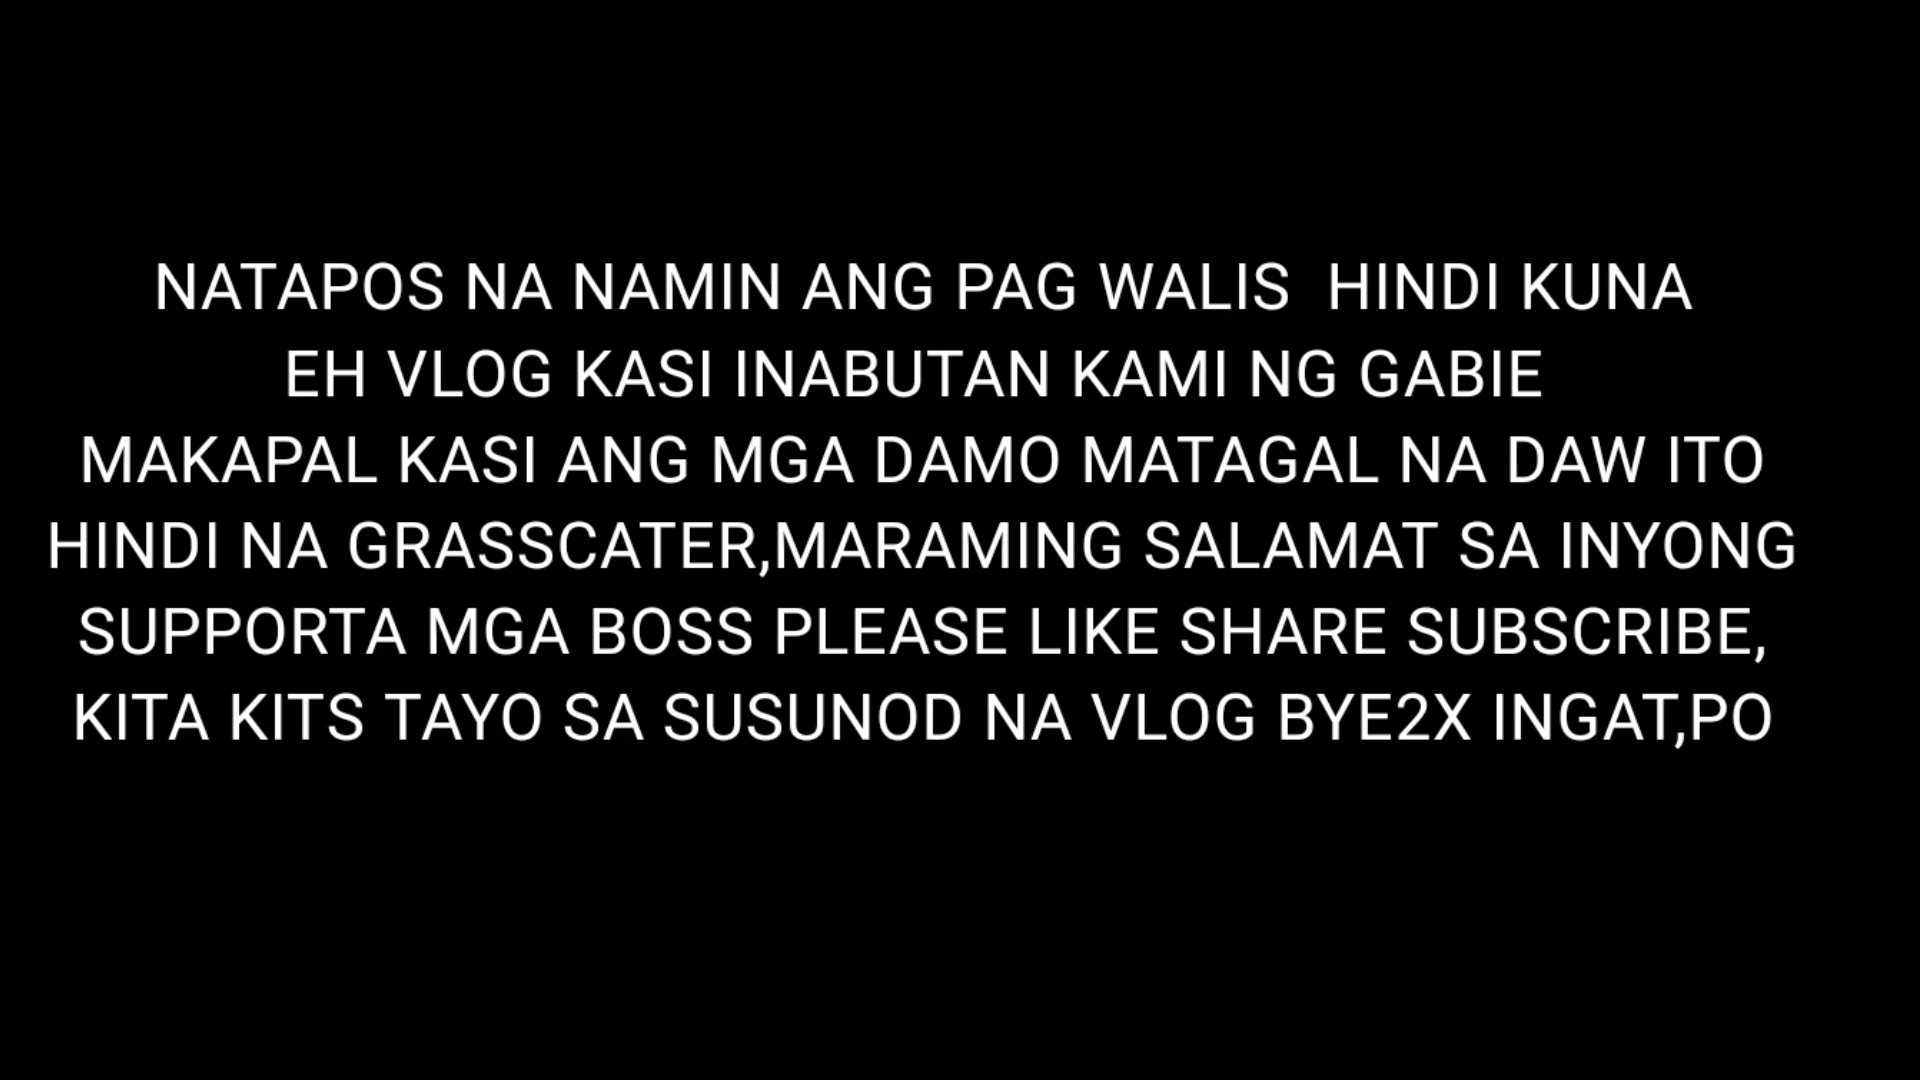 NATAPOS NA NAMIN ANG PAG WALIS  HINDI KUNA
EH VLOG KASI INABUTAN KAMI NG GABIE
MAKAPAL KASI ANG MGA DAMO MATAGAL NA DAW ITO
HINDI NA GRASSCATER,MARAMING SALAMAT SA INYONG
SUPPORTA MGA BOSS PLEASE LIKE SHARE SUBSCRIBE,
KITA KITS TAYO SA SUSUNOD NA VLOG BYE2X INGAT,PO